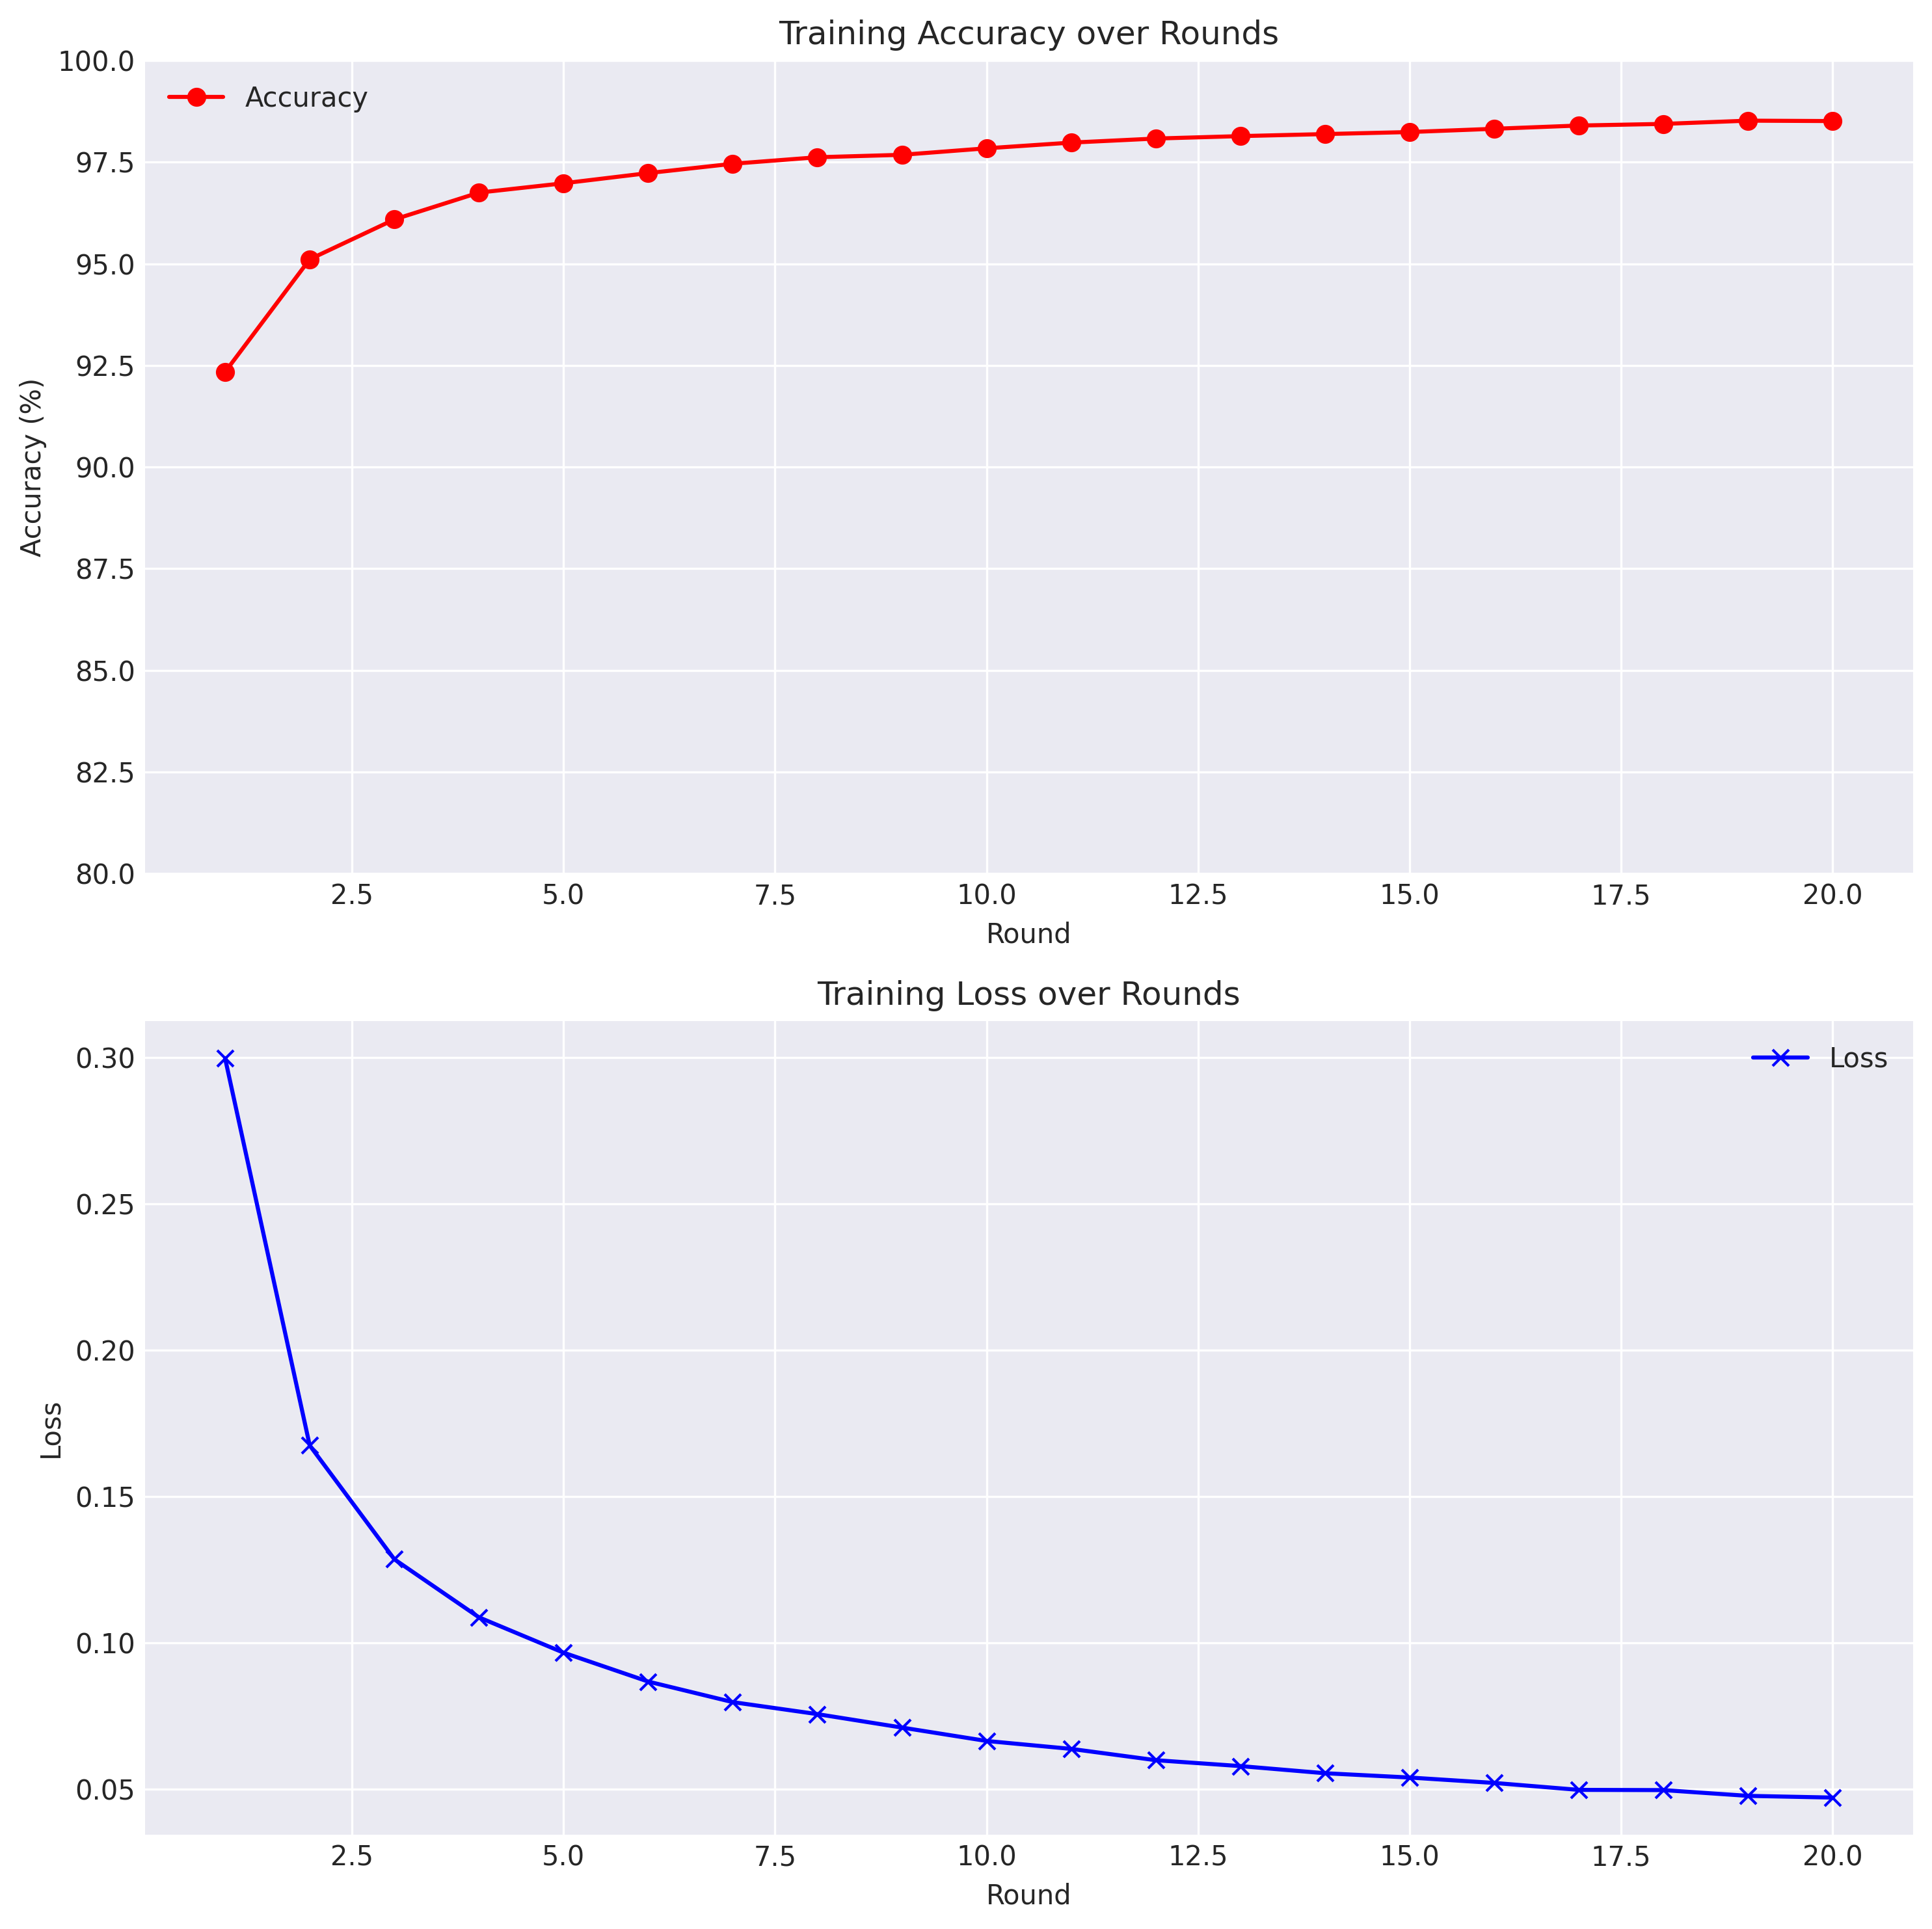 Training Accuracy over Rounds
100.0
Accuracy
97.5
95.0
92.5
Accuracy (%)
90.0
87.5
85.0
82.5
80.0
2.5 5.0 7.5 10.0 12.5 15.0 17.5 20.0
Round
Training Loss over Rounds
0.30
Loss
0.25
0.20
Loss
0.15
0.10
0.05
2.5 5.0 7.5 10.0 12.5 15.0 17.5 20.0
Round